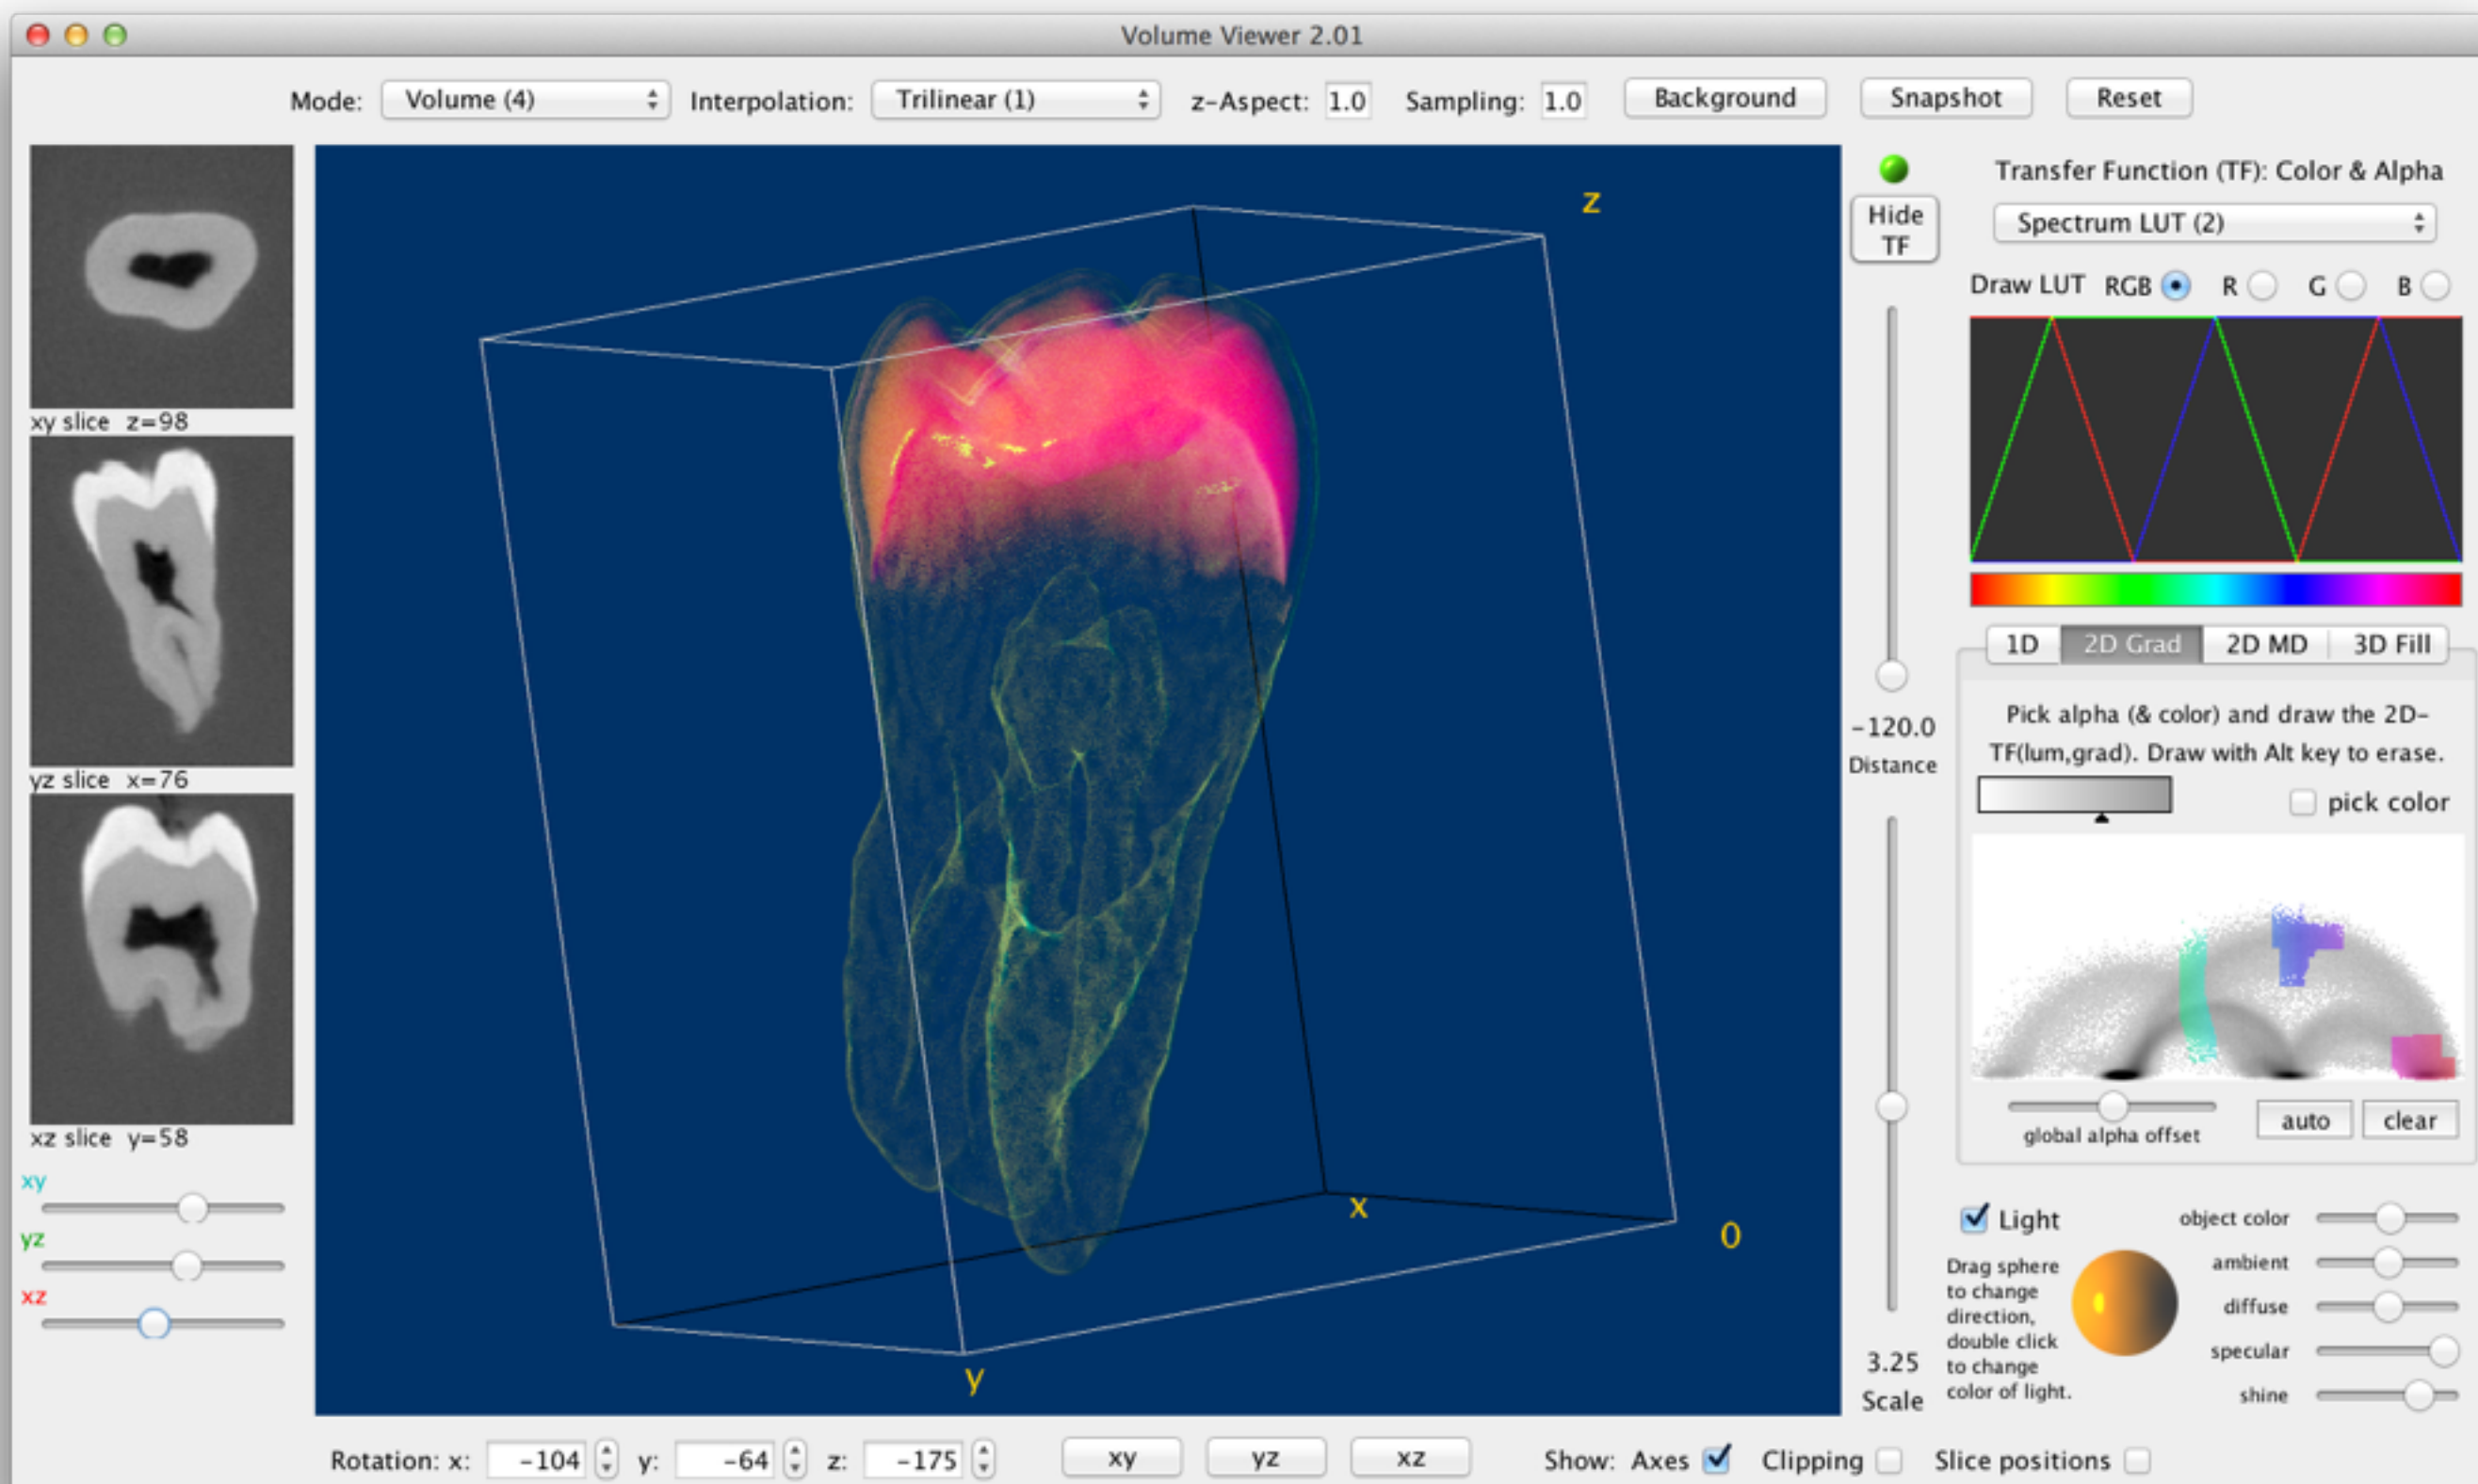 Volume Viewer 2.01
Mode: Volume (4) Interpolation: Trilinear (1) z-Aspect: 1.0 Sampling: 1.0 Background Snapshot Reset
xy slice z=98
yz slice x=76
xz slice y=58
xy
yz
xz
z
x
0
y
Hide
TF
-120.0
Distance
3.25
Scale
Transfer Function (TF): Color & Alpha
Spectrum LUT (2)
Draw LUT RGB R G B
1D 2D Grad 2D MD 3D Fill
Pick alpha (& color) and draw the 2D-
TF(lum,grad). Draw with Alt key to erase.
pick color
global alpha offset
auto clear
Light
Drag sphere
to change
direction,
double click
to change
color of light.
object color
ambient
diffuse
specular
shine
Rotation: x: -104 y: -64 z: -175 xy yz xz Show: Axes Clipping Slice positions